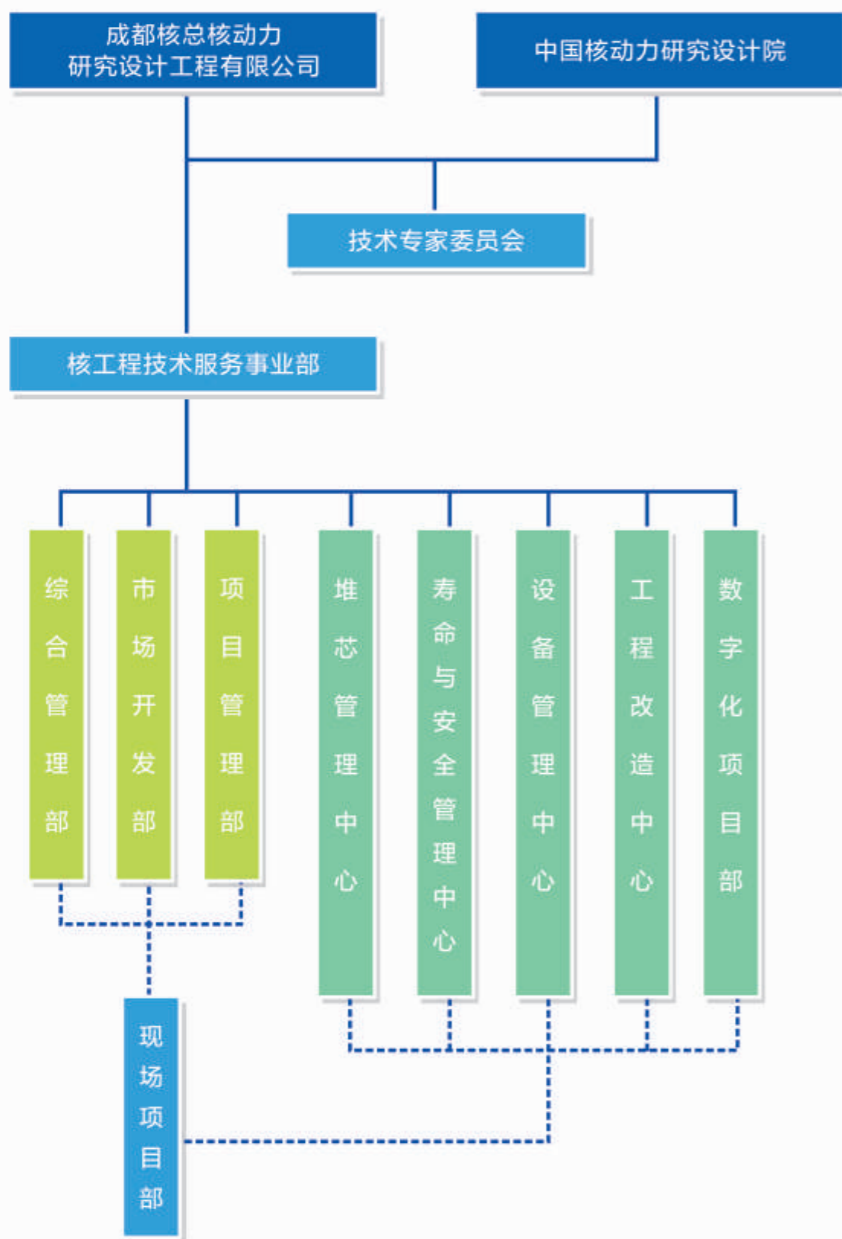 成都核总核动力
研究设计工程有限公司
中国核动力研究设计院
技术专家委员会
核工程技术服务事业部
综合管理部
市场开发部
项目管理部
堆芯管理中心
寿命与安全管理中心
设备管理中心
工程改造中心
数字化项目部
现场项目部